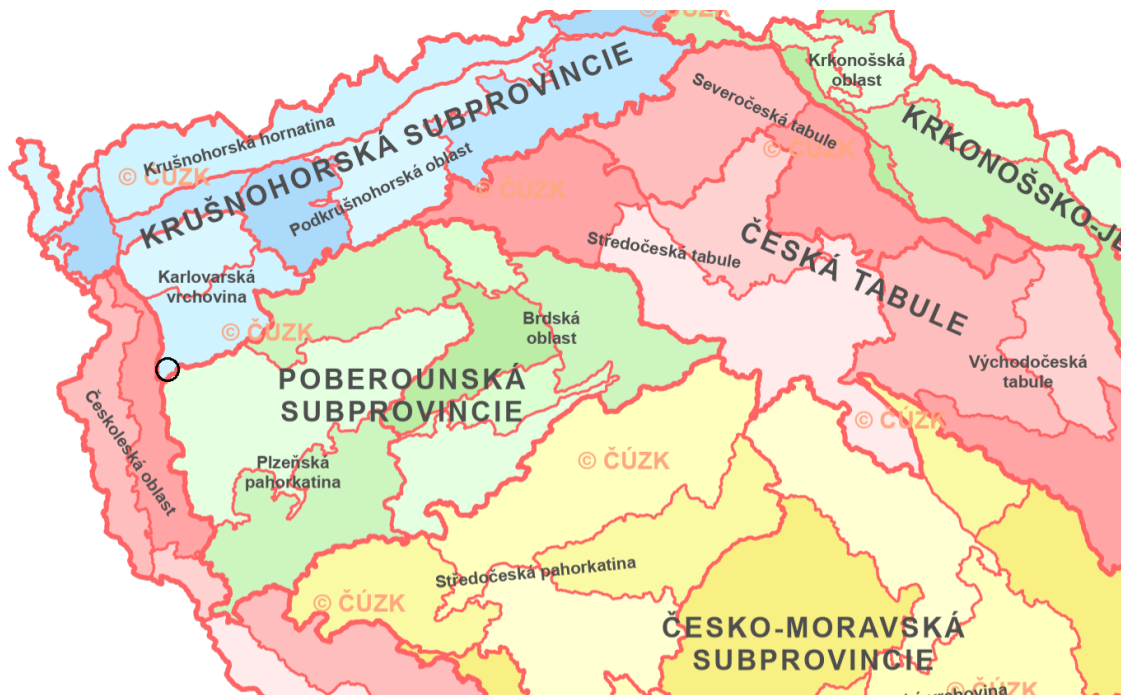 © ČÚZK
Krkonošská
oblast
Severočeská tabule
Krušnohorská hornatina
KRUŠNOHORSKÁ SUBPROVINCIE
© ČÚZK
© ČÚZK
© ČÚZK
KRKONOŠSKO-JE
Podkrušnohorská oblast
Středočeská tabule
ČESKÁ TABULE
Karlovarská
vrchovina
© ČÚZK
Brdská
oblast
Východočeská
tabule
POBEROUNSKÁ
SUBPROVINCIE
© ČÚZK
Českoleská oblast
Plzeňská
pahorkatina
© ČÚZK
Středočeská pahorkatina
© ČÚZK
ČESKO-MORAVSKÁ
SUBPROVINCIE
© ČÚZK
vrchovina